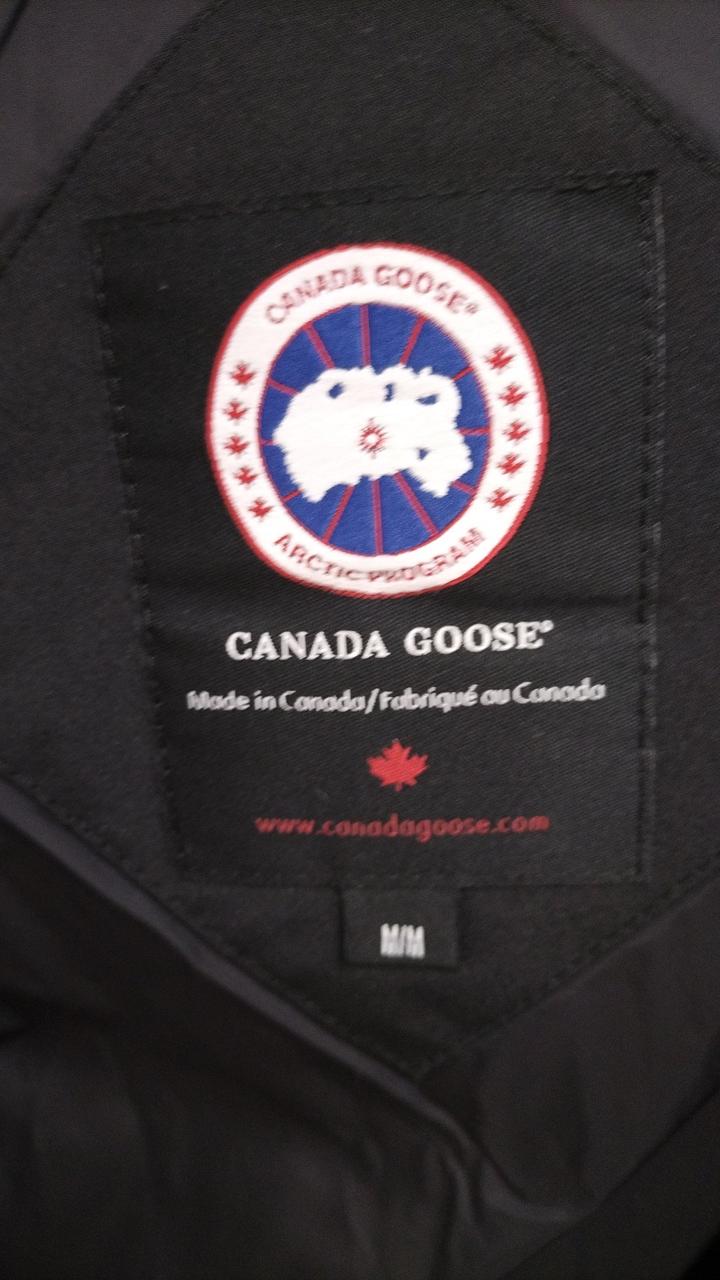 CANADA GOOSE®
ARCTIC PROGRAM
CANADA GOOSE®
Made in Canada/Fabriqué au Canada
www.canadagoose.com
M/M